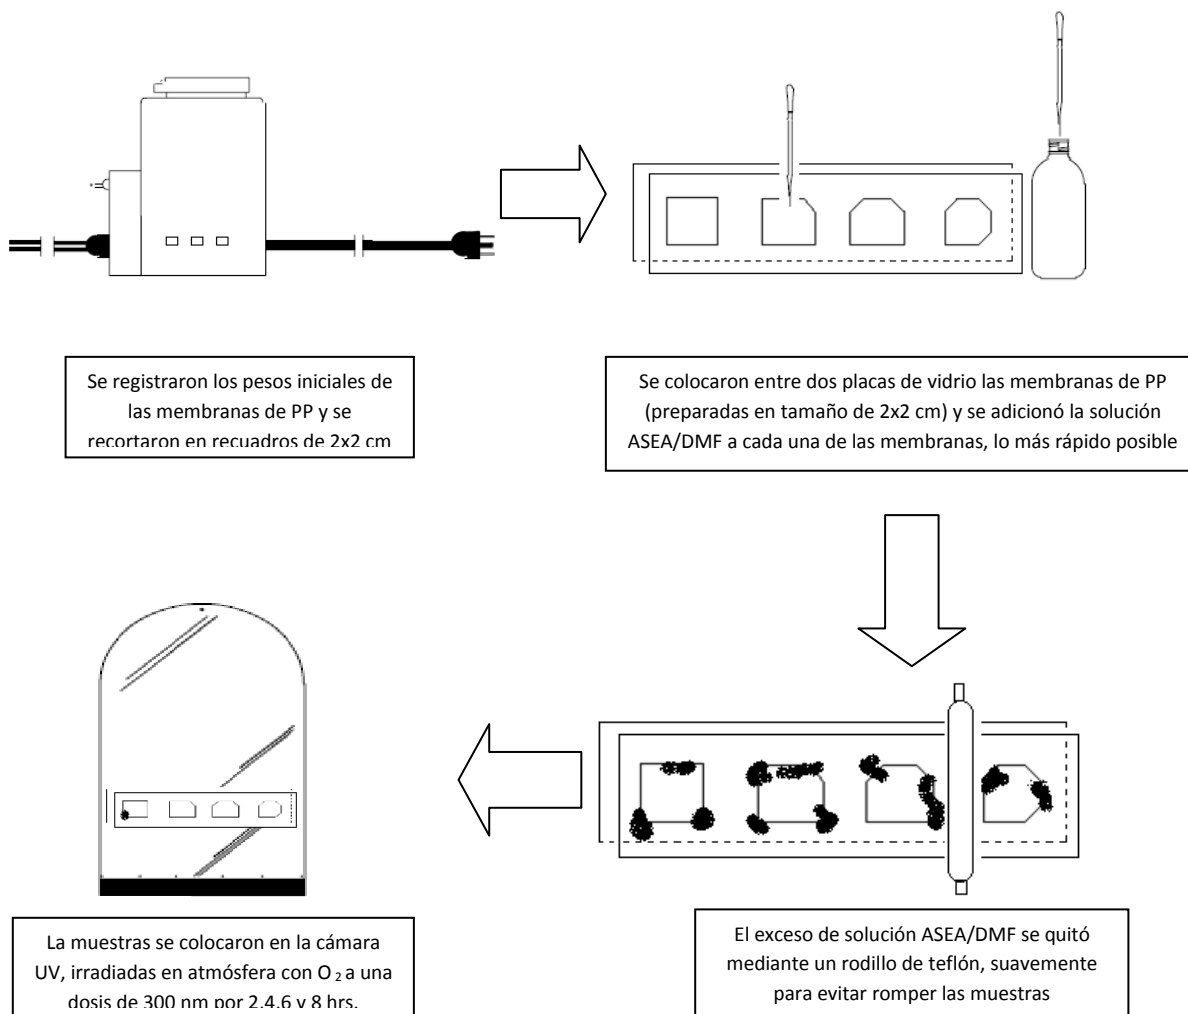 Se registraron los pesos iniciales de
las membranas de PP y se
recortaron en recuadros de 2x2 cm
Se colocaron entre dos placas de vidrio las membranas de PP
(preparadas en tamaño de 2x2 cm) y se adicionó la solución
ASEA/DMF a cada una de las membranas, lo más rápido posible
El exceso de solución ASEA/DMF se quitó
mediante un rodillo de teflón, suavemente
para evitar romper las muestras
La muestras se colocaron en la cámara
UV, irradiadas en atmósfera con O₂ a una
dosis de 300 nm por 2,4,6 y 8 hrs.